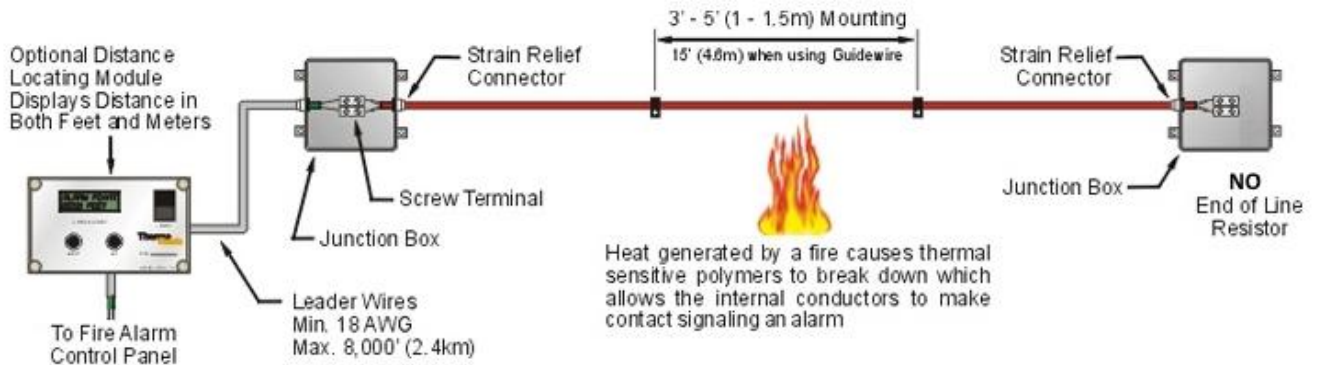 Optional Distance
Locating Module
Displays Distance in
Both Feet and Meters
Strain Relief
Connector
3' - 5' (1 - 1.5m) Mounting
15' (4.6m) when using Guidewire
Strain Relief
Connector
Screw Terminal
Junction Box
Leader Wires
Min. 18 AWG
Max. 8,000' (2.4km)
To Fire Alarm
Control Panel
Heat generated by a fire causes thermal
sensitive polymers to break down which
allows the internal conductors to make
contact signaling an alarm
Junction Box
NO
End of Line
Resistor